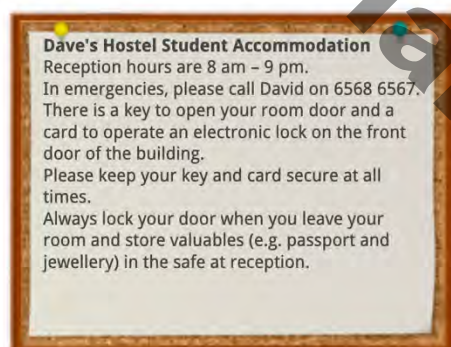 Dave's Hostel Student Accommodation
Reception hours are 8 am – 9 pm.
In emergencies, please call David on 6568 6567.
There is a key to open your room door and a
card to operate an electronic lock on the front
door of the building.
Please keep your key and card secure at all
times.
Always lock your door when you leave your
room and store valuables (e.g. passport and
jewellery) in the safe at reception.